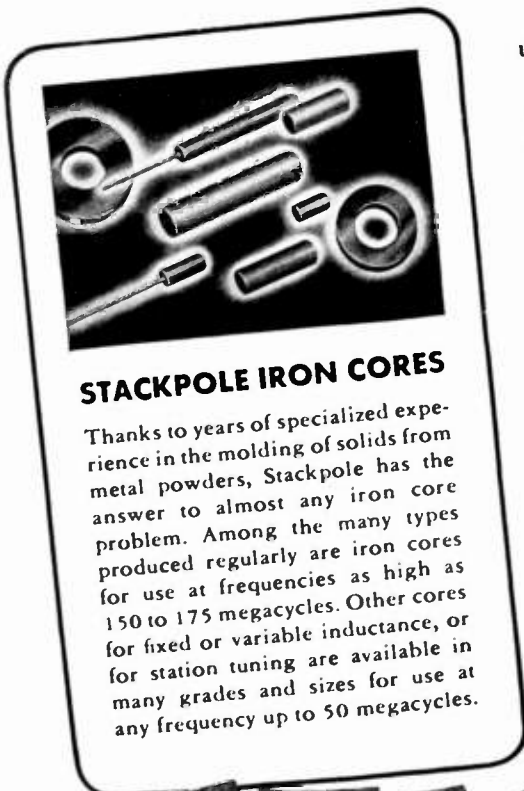 STACKPOLE IRON CORES
Thanks to years of specialized expe-
rience in the molding of solids from
metal powders, Stackpole has the
answer to almost any iron core
problem. Among the many types
produced regularly are iron cores
for use at frequencies as high as
150 to 175 megacycles. Other cores
for fixed or variable inductance, or
for station tuning are available in
many grades and sizes for use at
any frequency up to 50 megacycles.